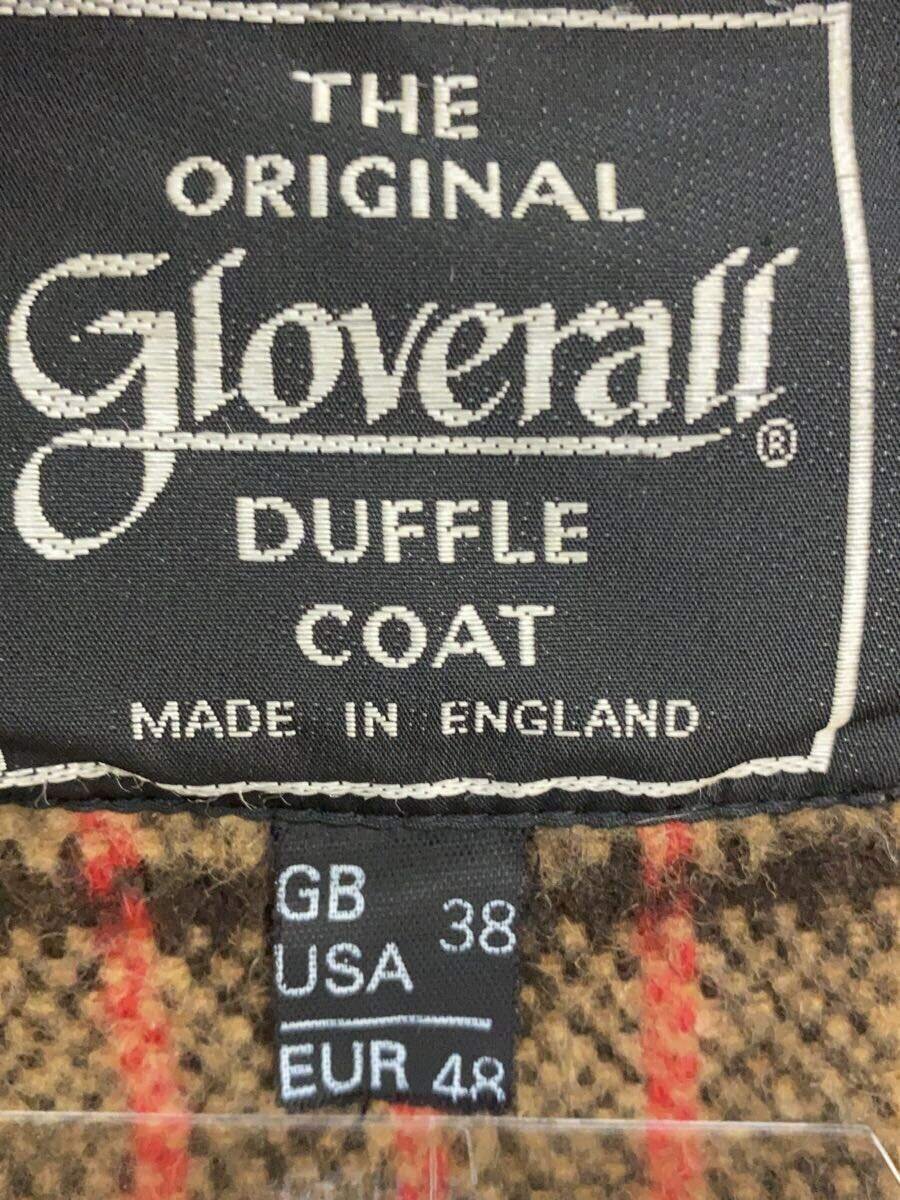 THE
ORIGINAL
Gloverall®
DUFFLE
COAT
MADE IN ENGLAND
GB
USA 38
EUR 48